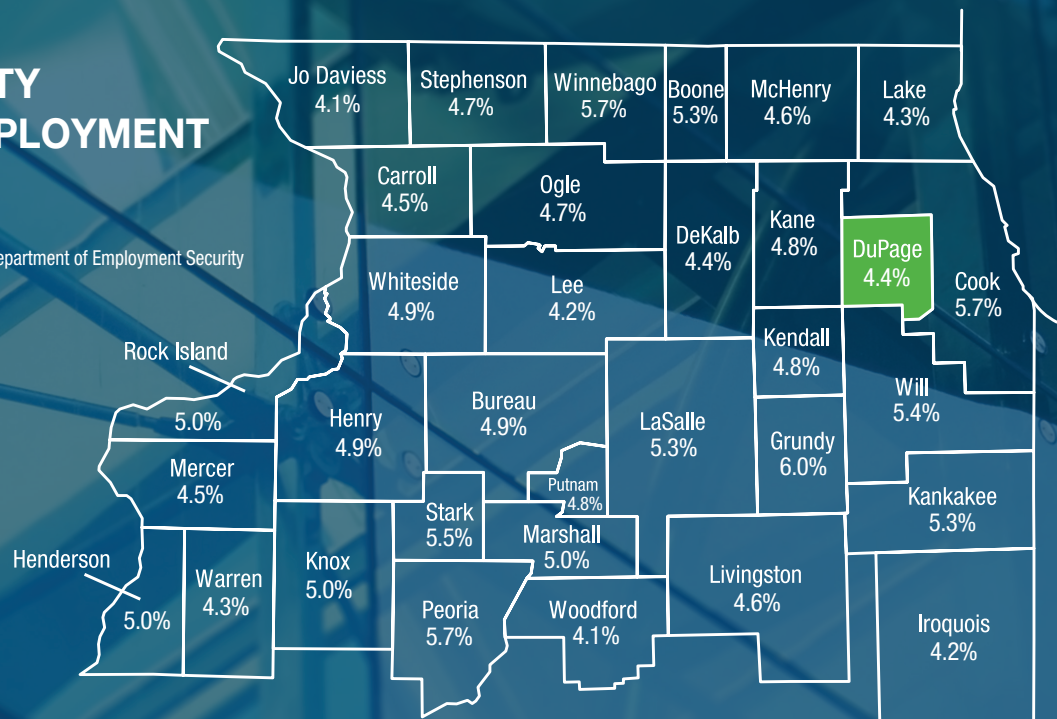 TY
PLOYMENT
epartment of Employment Security
Jo Daviess
4.1%
Stephenson
4.7%
Winnebago
5.7%
Boone
5.3%
McHenry
4.6%
Lake
4.3%
Carroll
4.5%
Ogle
4.7%
DeKalb
4.4%
Kane
4.8%
DuPage
4.4%
Cook
5.7%
Whiteside
4.9%
Lee
4.2%
Kendall
4.8%
Will
5.4%
Rock Island
5.0%
Henry
4.9%
Bureau
4.9%
LaSalle
5.3%
Grundy
6.0%
Mercer
4.5%
Putnam
4.8%
Kankakee
5.3%
Stark
5.5%
Marshall
5.0%
Henderson
5.0%
Warren
4.3%
Knox
5.0%
Peoria
5.7%
Woodford
4.1%
Livingston
4.6%
Iroquois
4.2%